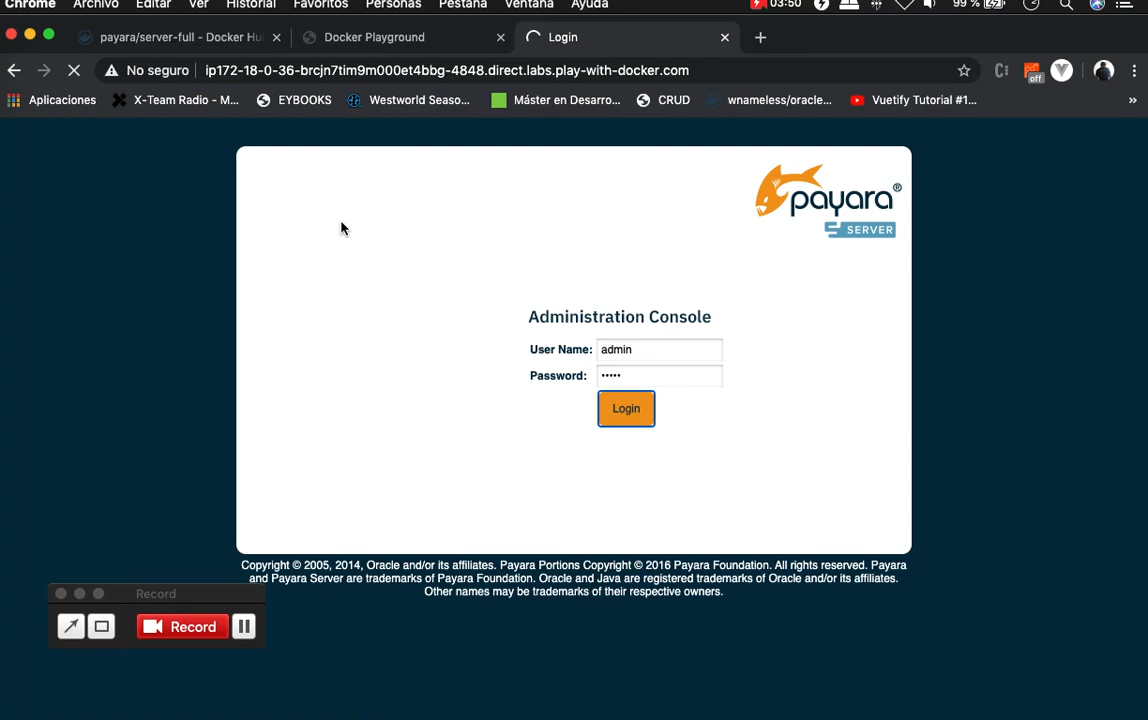 Chrome Archivo Editar Ver Historial Favoritos Personas Pestaña Ventana Ayuda 03:50 99 %
payara/server-full - Docker Hu Docker Playground Login
No seguro ip172-18-0-36-brcjn7tim9m000et4bbg-4848.direct.labs.play-with-docker.com
off
Aplicaciones X-Team Radio - M... EYBOOKS Westworld Seaso... Máster en Desarro... CRUD wnameless/oracle... Vuetify Tutorial #1... »
payara®
SERVER
Administration Console
User Name: admin
Password: •••••
Login
Copyright © 2005, 2014, Oracle and/or its affiliates. Payara Portions Copyright © 2016 Payara Foundation. All rights reserved. Payara
and Payara Server are trademarks of Payara Foundation. Oracle and Java are registered trademarks of Oracle and/or its affiliates.
Other names may be trademarks of their respective owners.
Record
Record